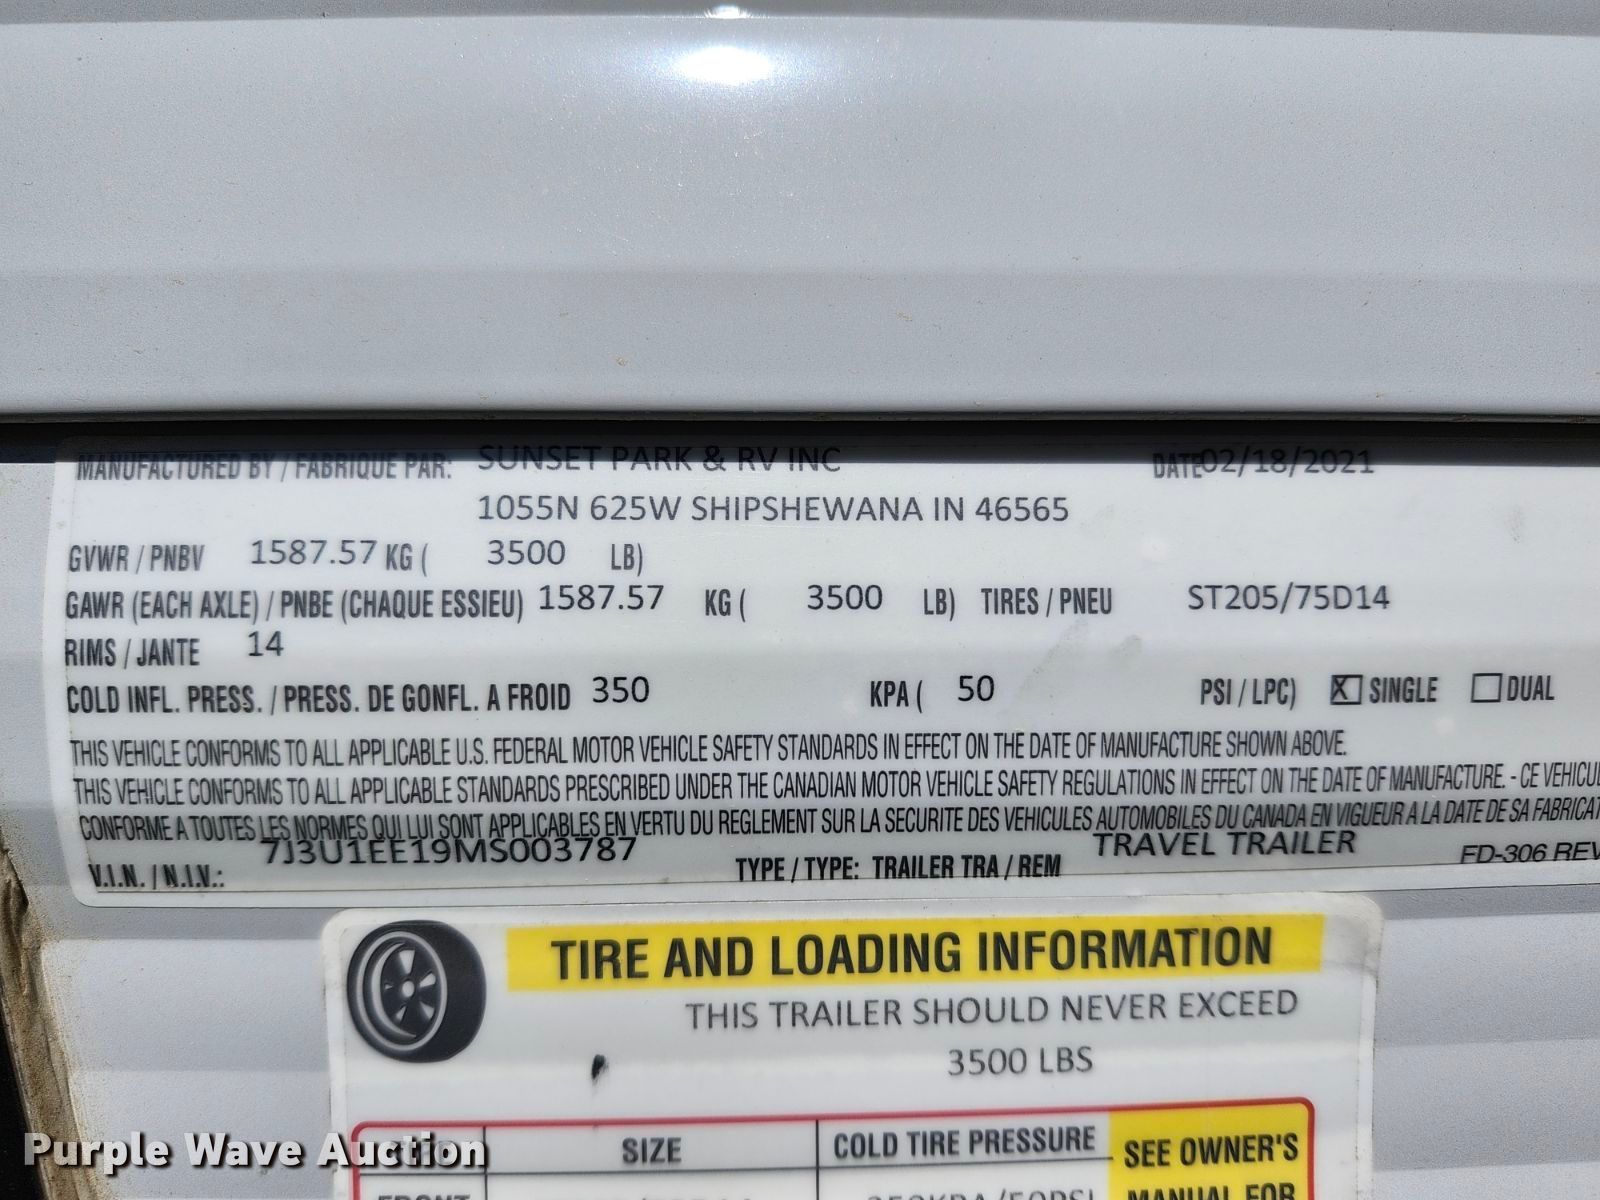 MANUFACTURED BY / FABRIQUE PAR: SUNSET PARK & RV INC DATE 02/18/2021
1055N 625W SHIPSHEWANA IN 46565
GVWR / PNBV 1587.57 KG ( 3500 LB)
GAWR (EACH AXLE) / PNBE (CHAQUE ESSIEU) 1587.57 KG ( 3500 LB) TIRES / PNEU ST205/75D14
RIMS / JANTE 14
COLD INFL. PRESS. / PRESS. DE GONFL. A FROID 350 KPA ( 50 PSI / LPC) X SINGLE DUAL
THIS VEHICLE CONFORMS TO ALL APPLICABLE U.S. FEDERAL MOTOR VEHICLE SAFETY STANDARDS IN EFFECT ON THE DATE OF MANUFACTURE SHOWN ABOVE.
THIS VEHICLE CONFORMS TO ALL APPLICABLE STANDARDS PRESCRIBED UNDER THE CANADIAN MOTOR VEHICLE SAFETY REGULATIONS IN EFFECT ON THE DATE OF MANUFACTURE. - CE VEHICUL
CONFORME A TOUTES LES NORMES QUI LUI SONT APPLICABLES EN VERTU DU REGLEMENT SUR LA SECURITE DES VEHICULES AUTOMOBILES DU CANADA EN VIGUEUR A LA DATE DE SA FABRICAT
V.I.N. / N.I.V.: 7J3U1EE19MS003787 TYPE / TYPE: TRAILER TRA / REM TRAVEL TRAILER FD-306 REV
TIRE AND LOADING INFORMATION
THIS TRAILER SHOULD NEVER EXCEED
3500 LBS
SIZE COLD TIRE PRESSURE SEE OWNER'S
FRONT 350KPA/50PSI MANUAL FOR
Purple Wave Auction